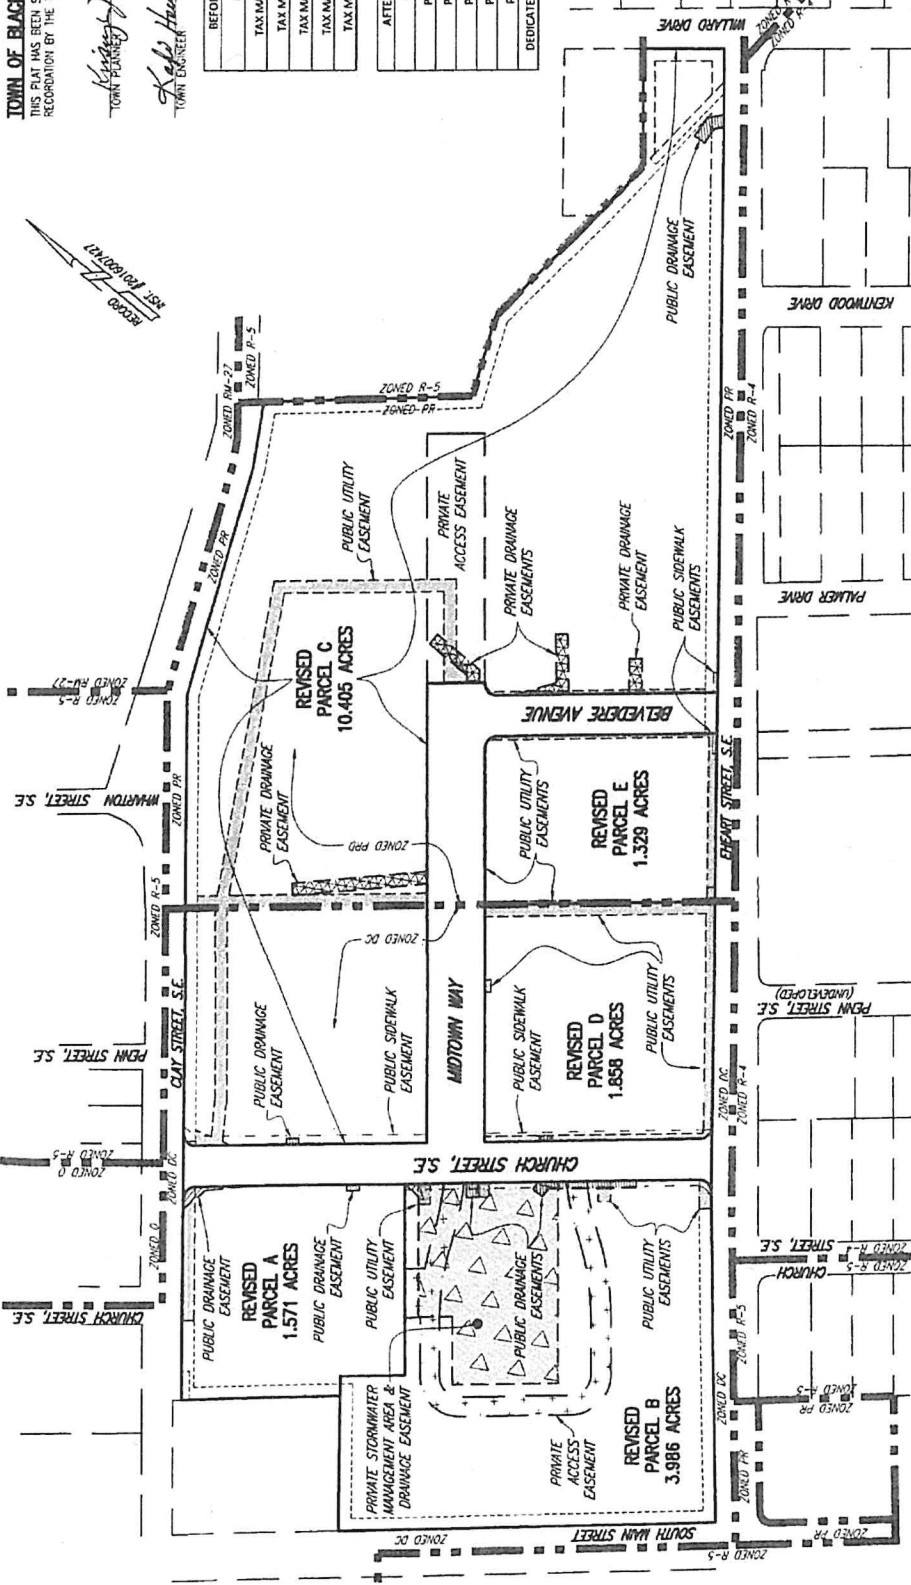 TOWN OF BLAC
THIS PLAT HAS BEEN S
RECORDATION BY THE
TOWN PLANNER
TOWN ENGINEER
BEFOR
TAX MA
TAX M
TAX M
TAX MA
TAX M
AFTE
P
P
P
P
P
DEDICATE
RECORD
INST. #2016007427
WILLARD DRIVE
ZONED R-4
ZONED RM-27
ZONED R-5
ZONED R-5
ZONED PR
ZONED PR
ZONED RM-27
ZONED R-5
WHARTON STREET, S.E.
ZONED PR
ZONED R-5
CLAY STREET, S.E.
PENN STREET, S.E.
ZONED R-5
ZONED O
ZONED DC
ZONED O
CHURCH STREET, S.E.
PUBLIC UTILITY
EASEMENT
PRIVATE
ACCESS EASEMENT
PRIVATE DRAINAGE
EASEMENTS
PRIVATE DRAINAGE
EASEMENT
PUBLIC SIDEWALK
EASEMENTS
PUBLIC DRAINAGE
EASEMENT
REVISED
PARCEL C
10.405 ACRES
PRIVATE DRAINAGE
EASEMENT
ZONED PRD
ZONED DC
PUBLIC DRAINAGE
EASEMENT
PUBLIC SIDEWALK
EASEMENT
MIDTOWN WAY
BELVEDERE AVENUE
PUBLIC UTILITY
EASEMENTS
REVISED
PARCEL E
1.329 ACRES
PUBLIC SIDEWALK
EASEMENT
REVISED
PARCEL D
1.858 ACRES
PUBLIC UTILITY
EASEMENTS
CHURCH STREET, S.E.
PUBLIC DRAINAGE
EASEMENT
REVISED
PARCEL A
1.571 ACRES
PUBLIC DRAINAGE
EASEMENT
PUBLIC UTILITY
EASEMENT
PRIVATE STORMWATER
MANAGEMENT AREA &
DRAINAGE EASEMENT
PUBLIC DRAINAGE
EASEMENTS
PRIVATE
ACCESS
EASEMENT
PUBLIC UTILITY
EASEMENTS
REVISED
PARCEL B
3.986 ACRES
SOUTH MAIN STREET
ZONED DC
ZONED R-5
EHEART STREET, S.E.
ZONED PR
ZONED R-4
KENTWOOD DRIVE
PALMER DRIVE
PENN STREET, S.E.
(UNDEVELOPED)
ZONED DC
ZONED R-4
CHURCH STREET, S.E.
ZONED R-4
ZONED R-5
ZONED R-5
ZONED DC
ZONED R-5
ZONED PR
ZONED PR
ZONED PR